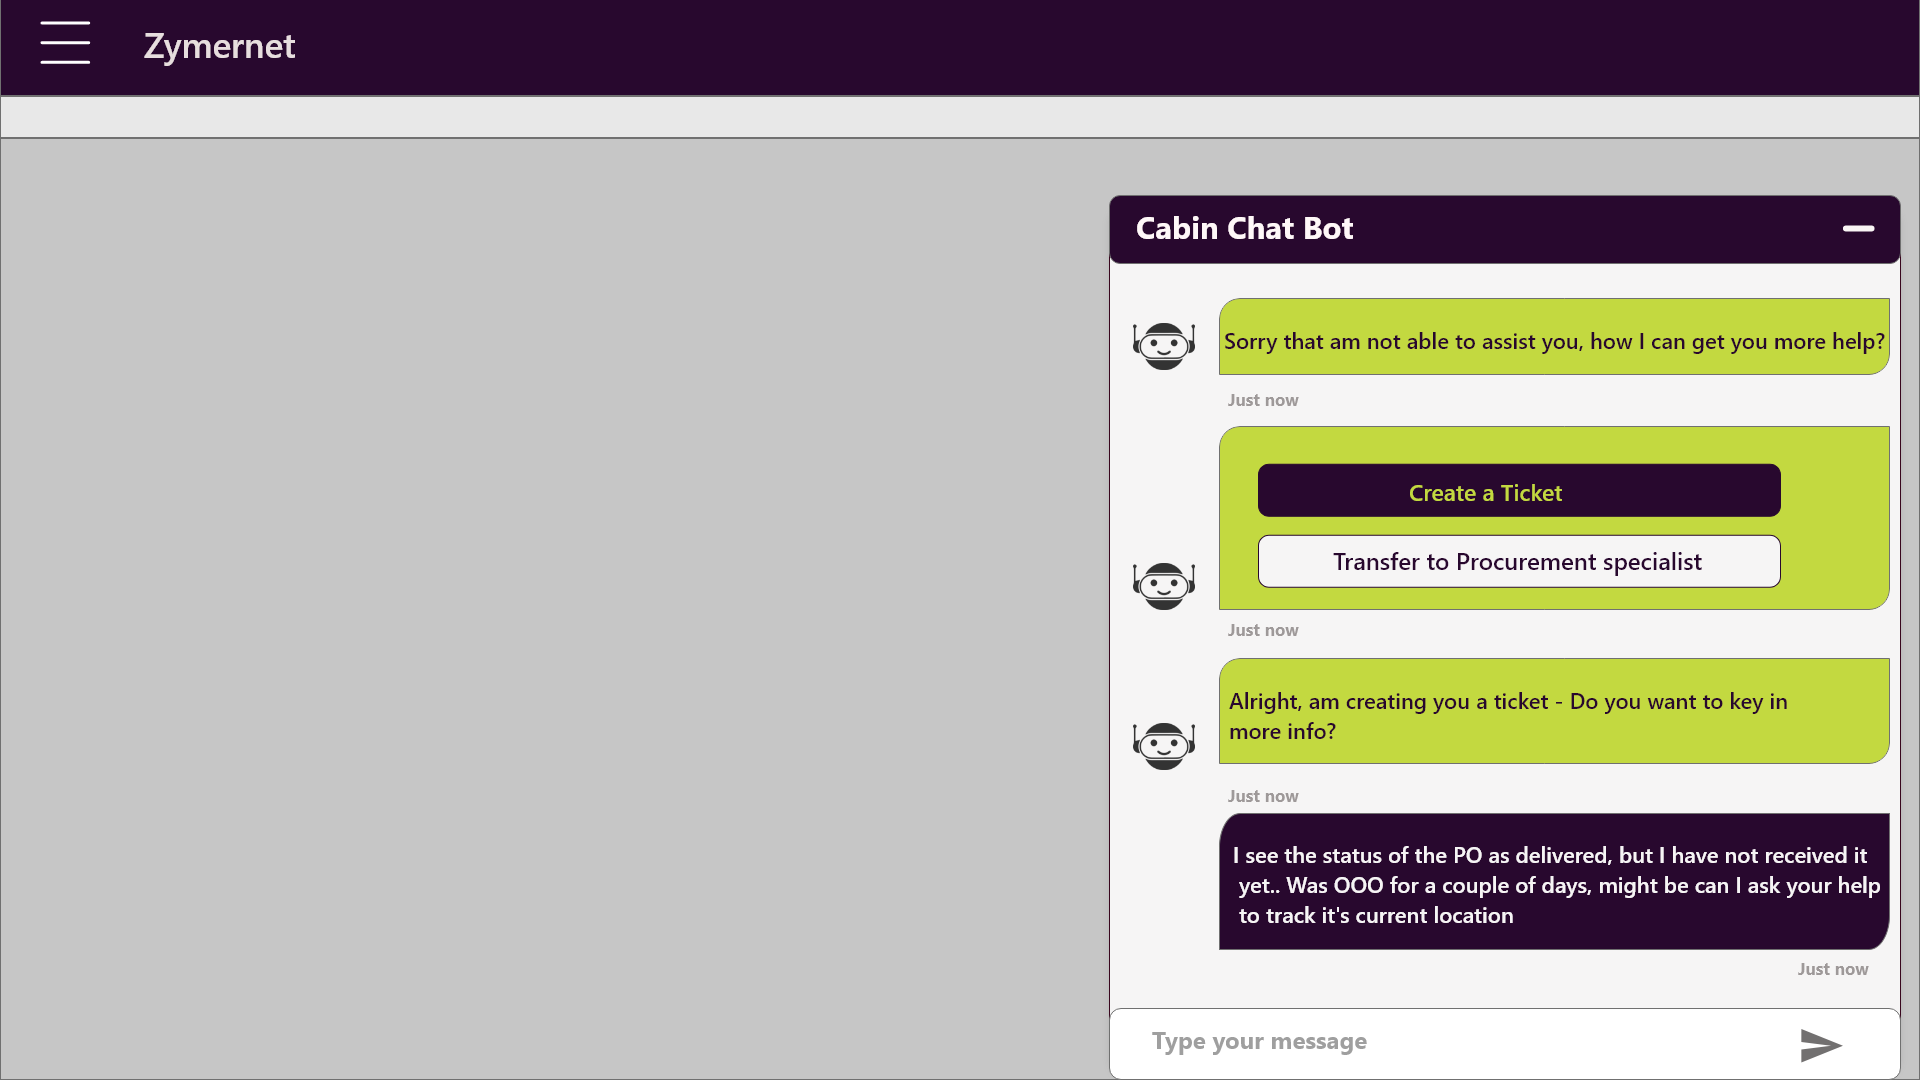 Zymernet
Cabin Chat Bot
Sorry that am not able to assist you, how I can get you more help?
Just now
Create a Ticket
Transfer to Procurement specialist
Just now
Alright, am creating you a ticket - Do you want to key in
more info?
Just now
I see the status of the PO as delivered, but I have not received it
yet.. Was OOO for a couple of days, might be can I ask your help
to track it's current location
Just now
Type your message